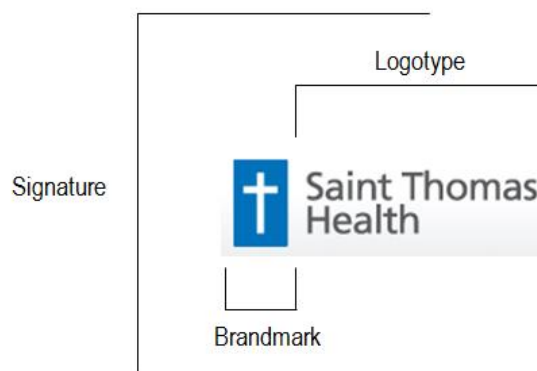 Logotype
Signature
Saint Thomas
Health
Brandmark